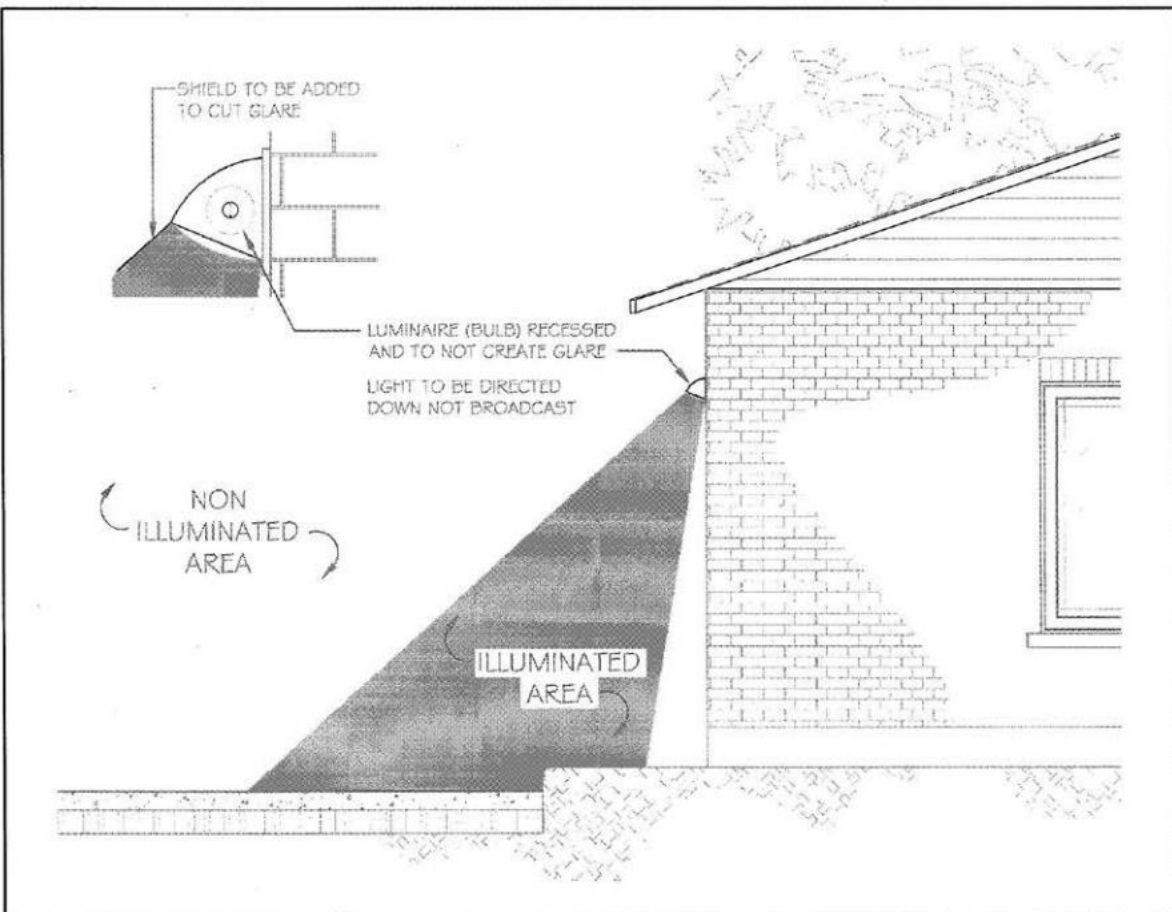 SHIELD TO BE ADDED
TO CUT GLARE
LUMINAIRE (BULB) RECESSED
AND TO NOT CREATE GLARE
LIGHT TO BE DIRECTED
DOWN NOT BROADCAST
NON
ILLUMINATED
AREA
ILLUMINATED
AREA